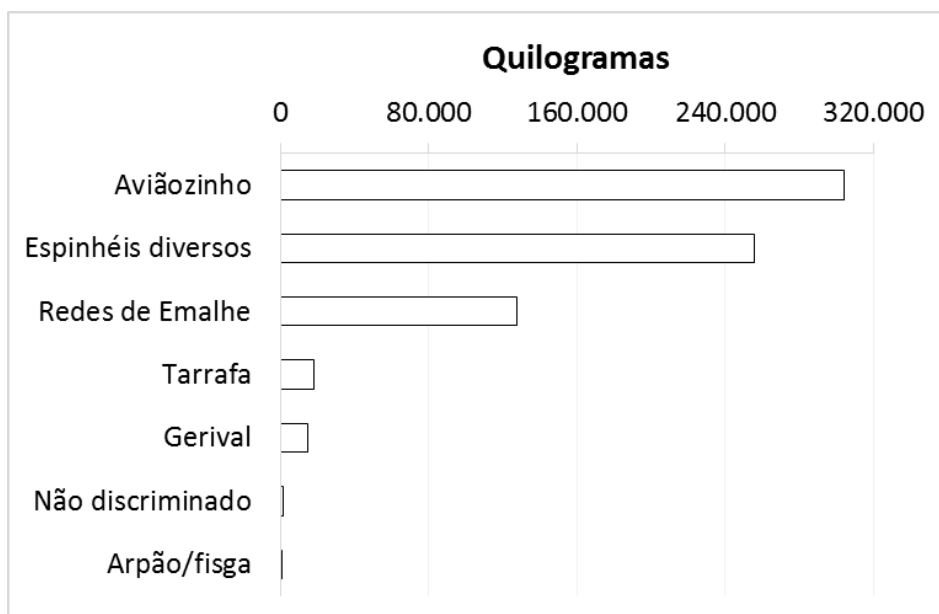 Quilogramas
0 80.000 160.000 240.000 320.000
Aviãozinho
Espinhéis diversos
Redes de Emalhe
Tarrafa
Gerival
Não discriminado
Arpão/fisga